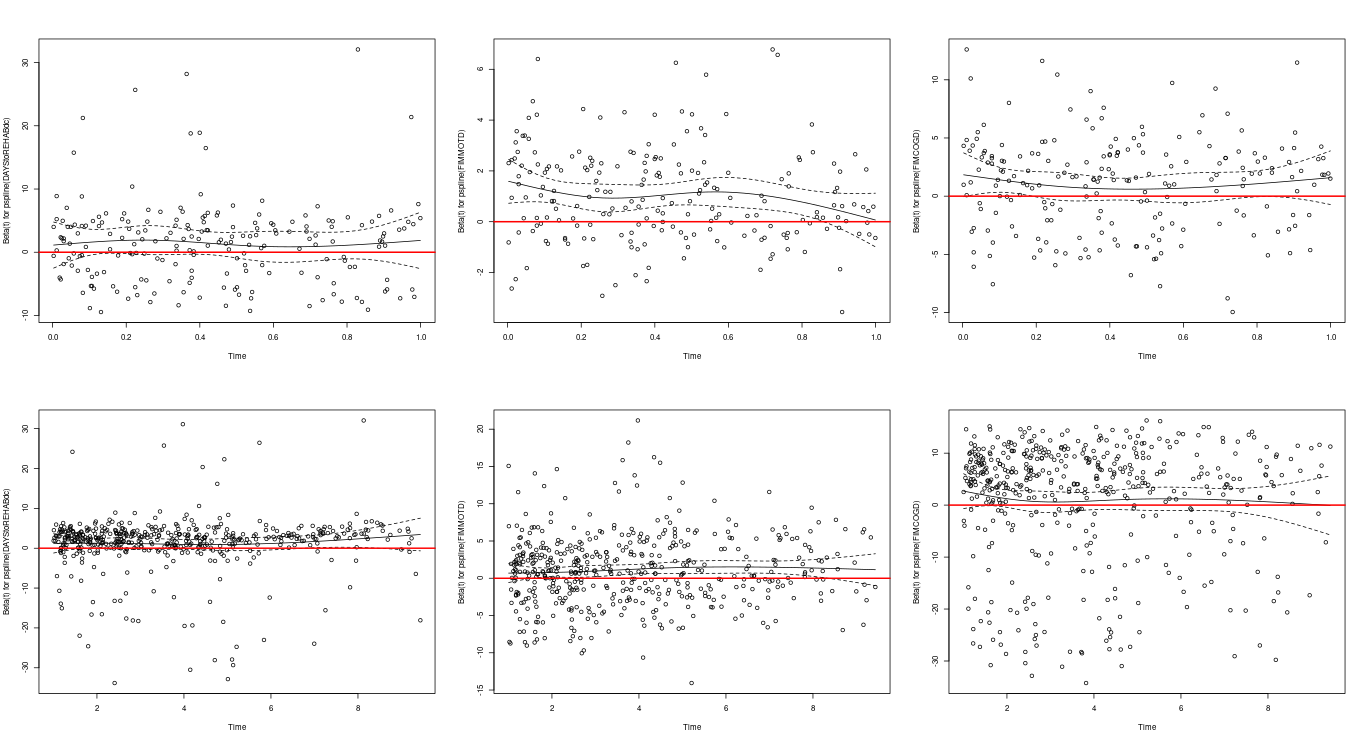 Beta(t) for pspline(DAYStoREHABdc)
30
20
10
0
-10
0.0 0.2 0.4 0.6 0.8 1.0
Time
Beta(t) for pspline(FIMMOTD)
6
4
2
0
-2
0.0 0.2 0.4 0.6 0.8 1.0
Time
Beta(t) for pspline(FIMCOGD)
10
5
0
-5
-10
0.0 0.2 0.4 0.6 0.8 1.0
Time
Beta(t) for pspline(DAYStoREHABdc)
30
20
10
0
-10
-20
-30
2 4 6 8
Time
Beta(t) for pspline(FIMMOTD)
20
15
10
5
0
-5
-10
-15
2 4 6 8
Time
Beta(t) for pspline(FIMCOGD)
10
0
-10
-20
-30
2 4 6 8
Time